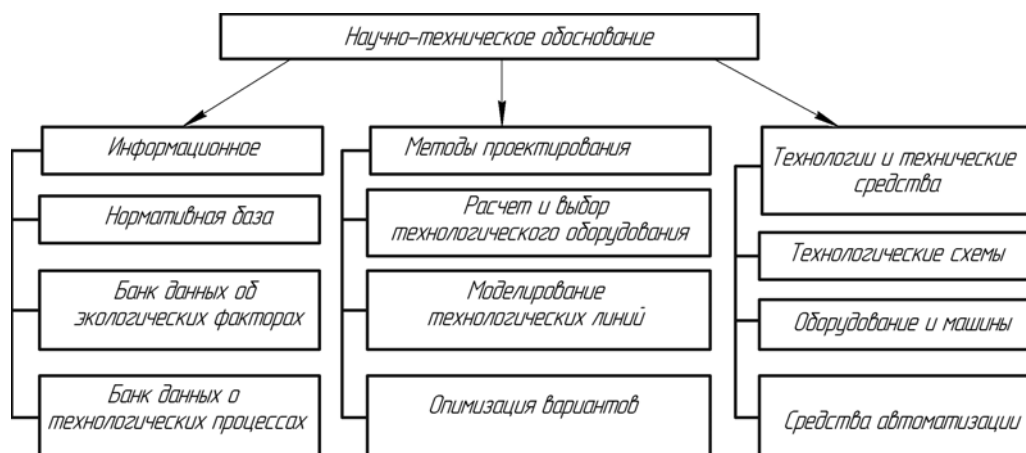 Научно-техническое обоснование
Информационное
Нормативная база
Банк данных об
экологических факторах
Банк данных о
технологических процессах
Методы проектирования
Расчет и выбор
технологического оборудования
Моделирование
технологических линий
Опимизация вариантов
Технологии и технические
средства
Технологические схемы
Оборудование и машины
Средства автоматизации